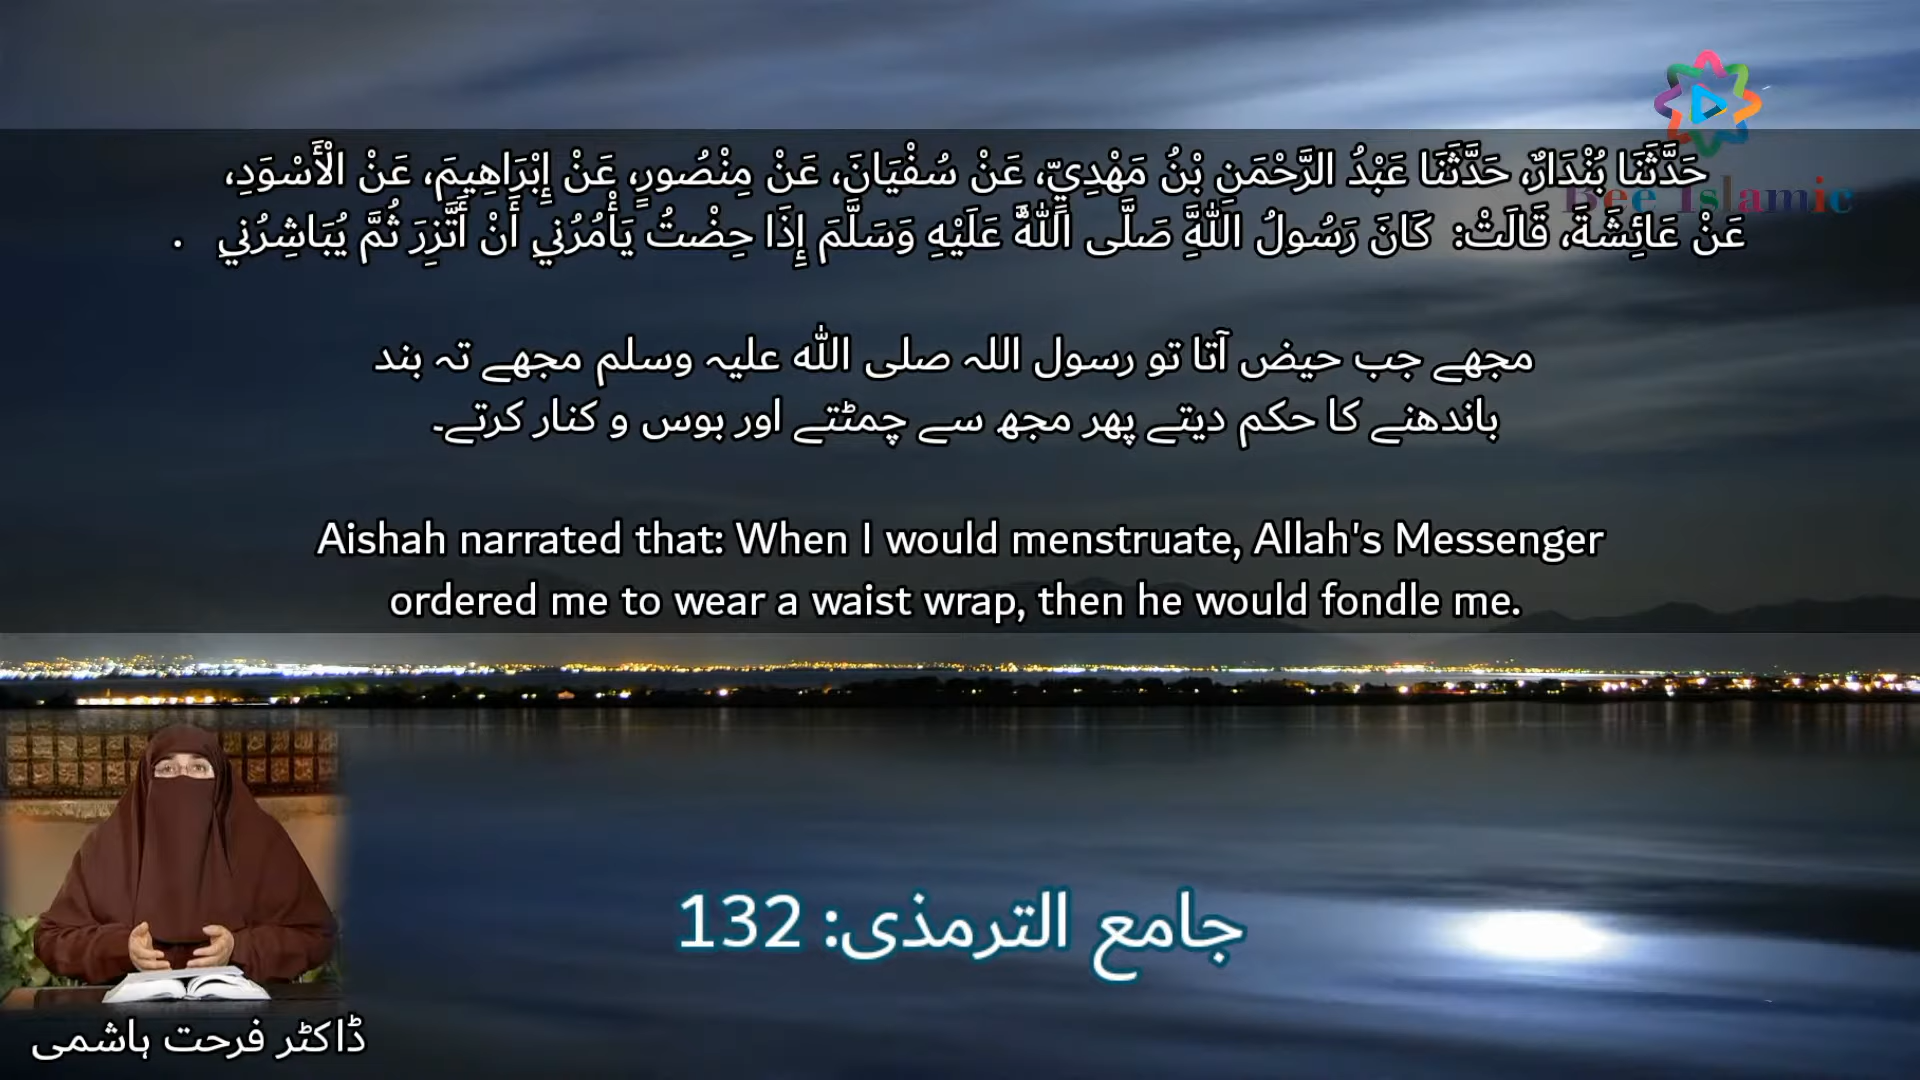 Bee Islamic
حَدَّثَنَا بُنْدَارٌ، حَدَّثَنَا عَبْدُ الرَّحْمَنِ بْنُ مَهْدِيٍّ، عَنْ سُفْيَانَ، عَنْ مِنْصُورٍ، عَنْ إِبْرَاهِيمَ، عَنْ الْأَسْوَدِ،
عَنْ عَائِشَةَ، قَالَتْ: كَانَ رَسُولُ اللَّهِ صَلَّى اللَّهُ عَلَيْهِ وَسَلَّمَ إِذَا حِضْتُ يَأْمُرُنِي أَنْ أَتَّزِرَ ثُمَّ يُبَاشِرُنِي .
مجھے جب حیض آتا تو رسول اللہ صلی اللہ علیہ وسلم مجھے تہ بند
باندھنے کا حکم دیتے پھر مجھ سے چمٹتے اور بوس و کنار کرتے۔
Aishah narrated that: When I would menstruate, Allah's Messenger
ordered me to wear a waist wrap, then he would fondle me.
جامع الترمذی: 132
ڈاکٹر فرحت ہاشمی